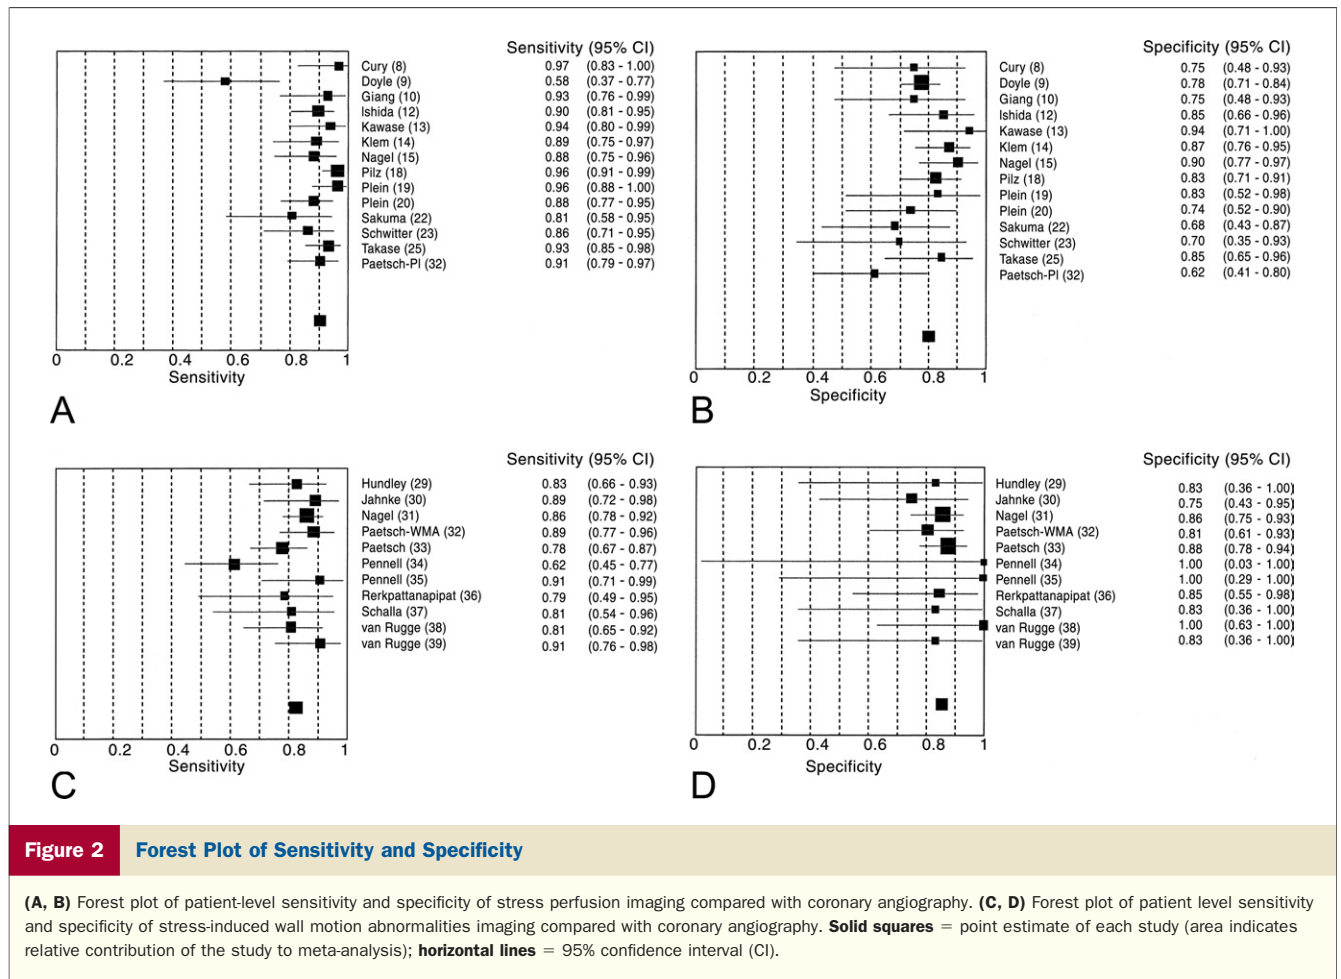 Sensitivity (95% CI)
Cury (8) 0.97 (0.83 - 1.00)
Doyle (9) 0.58 (0.37 - 0.77)
Giang (10) 0.93 (0.76 - 0.99)
Ishida (12) 0.90 (0.81 - 0.95)
Kawase (13) 0.94 (0.80 - 0.99)
Klem (14) 0.89 (0.75 - 0.97)
Nagel (15) 0.88 (0.75 - 0.96)
Pilz (18) 0.96 (0.91 - 0.99)
Plein (19) 0.96 (0.88 - 1.00)
Plein (20) 0.88 (0.77 - 0.95)
Sakuma (22) 0.81 (0.58 - 0.95)
Schwitter (23) 0.86 (0.71 - 0.95)
Takase (25) 0.93 (0.85 - 0.98)
Paetsch-PI (32) 0.91 (0.79 - 0.97)
0 0.2 0.4 0.6 0.8 1
Sensitivity
A
Specificity (95% CI)
Cury (8) 0.75 (0.48 - 0.93)
Doyle (9) 0.78 (0.71 - 0.84)
Giang (10) 0.75 (0.48 - 0.93)
Ishida (12) 0.85 (0.66 - 0.96)
Kawase (13) 0.94 (0.71 - 1.00)
Klem (14) 0.87 (0.76 - 0.95)
Nagel (15) 0.90 (0.77 - 0.97)
Pilz (18) 0.83 (0.71 - 0.91)
Plein (19) 0.83 (0.52 - 0.98)
Plein (20) 0.74 (0.52 - 0.90)
Sakuma (22) 0.68 (0.43 - 0.87)
Schwitter (23) 0.70 (0.35 - 0.93)
Takase (25) 0.85 (0.65 - 0.96)
Paetsch-PI (32) 0.62 (0.41 - 0.80)
0 0.2 0.4 0.6 0.8 1
Specificity
B
Sensitivity (95% CI)
Hundley (29) 0.83 (0.66 - 0.93)
Jahnke (30) 0.89 (0.72 - 0.98)
Nagel (31) 0.86 (0.78 - 0.92)
Paetsch-WMA (32) 0.89 (0.77 - 0.96)
Paetsch (33) 0.78 (0.67 - 0.87)
Pennell (34) 0.62 (0.45 - 0.77)
Pennell (35) 0.91 (0.71 - 0.99)
Rerkpattanapipat (36) 0.79 (0.49 - 0.95)
Schalla (37) 0.81 (0.54 - 0.96)
van Rugge (38) 0.81 (0.65 - 0.92)
van Rugge (39) 0.91 (0.76 - 0.98)
0 0.2 0.4 0.6 0.8 1
Sensitivity
C
Specificity (95% CI)
Hundley (29) 0.83 (0.36 - 1.00)
Jahnke (30) 0.75 (0.43 - 0.95)
Nagel (31) 0.86 (0.75 - 0.93)
Paetsch-WMA (32) 0.81 (0.61 - 0.93)
Paetsch (33) 0.88 (0.78 - 0.94)
Pennell (34) 1.00 (0.03 - 1.00)
Pennell (35) 1.00 (0.29 - 1.00)
Rerkpattanapipat (36) 0.85 (0.55 - 0.98)
Schalla (37) 0.83 (0.36 - 1.00)
van Rugge (38) 1.00 (0.63 - 1.00)
van Rugge (39) 0.83 (0.36 - 1.00)
0 0.2 0.4 0.6 0.8 1
Specificity
D
Figure 2 Forest Plot of Sensitivity and Specificity
(A, B) Forest plot of patient-level sensitivity and specificity of stress perfusion imaging compared with coronary angiography. (C, D) Forest plot of patient level sensitivity
and specificity of stress-induced wall motion abnormalities imaging compared with coronary angiography. Solid squares = point estimate of each study (area indicates
relative contribution of the study to meta-analysis); horizontal lines = 95% confidence interval (CI).